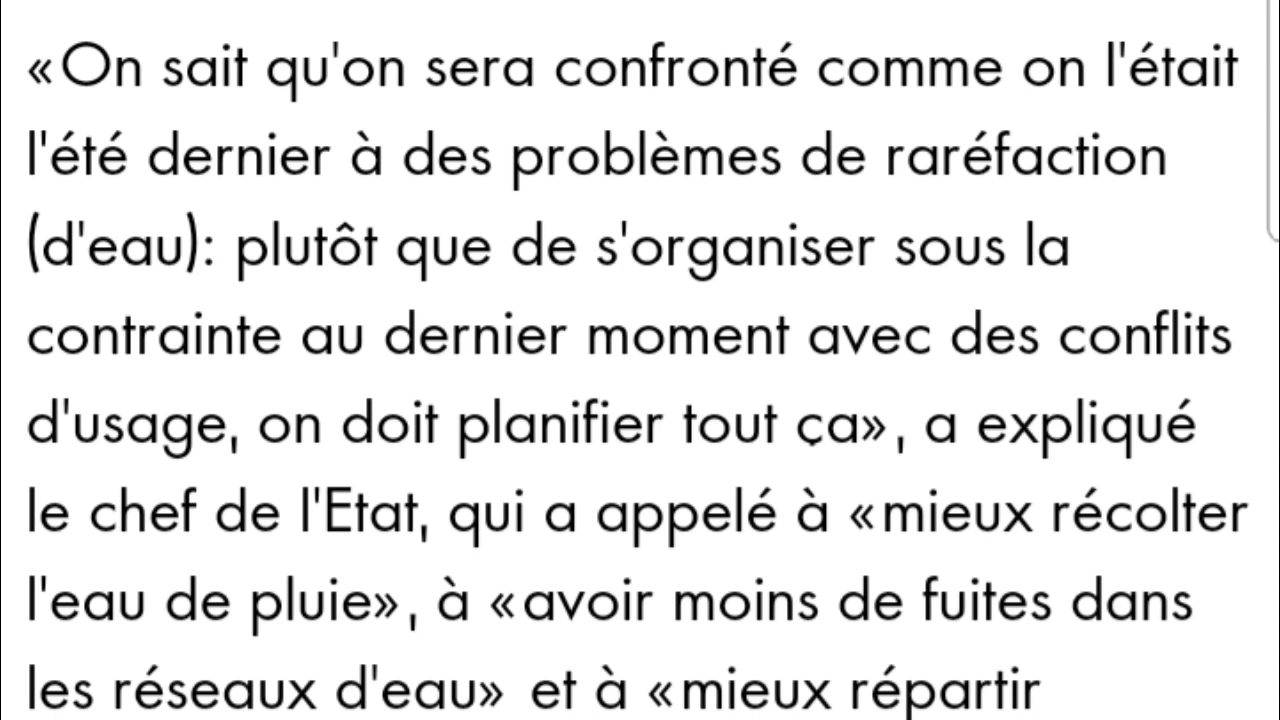 «On sait qu'on sera confronté comme on l'était
l'été dernier à des problèmes de raréfaction
(d'eau): plutôt que de s'organiser sous la
contrainte au dernier moment avec des conflits
d'usage, on doit planifier tout ça», a expliqué
le chef de l'Etat, qui a appelé à «mieux récolter
l'eau de pluie», à «avoir moins de fuites dans
les réseaux d'eau» et à «mieux répartir